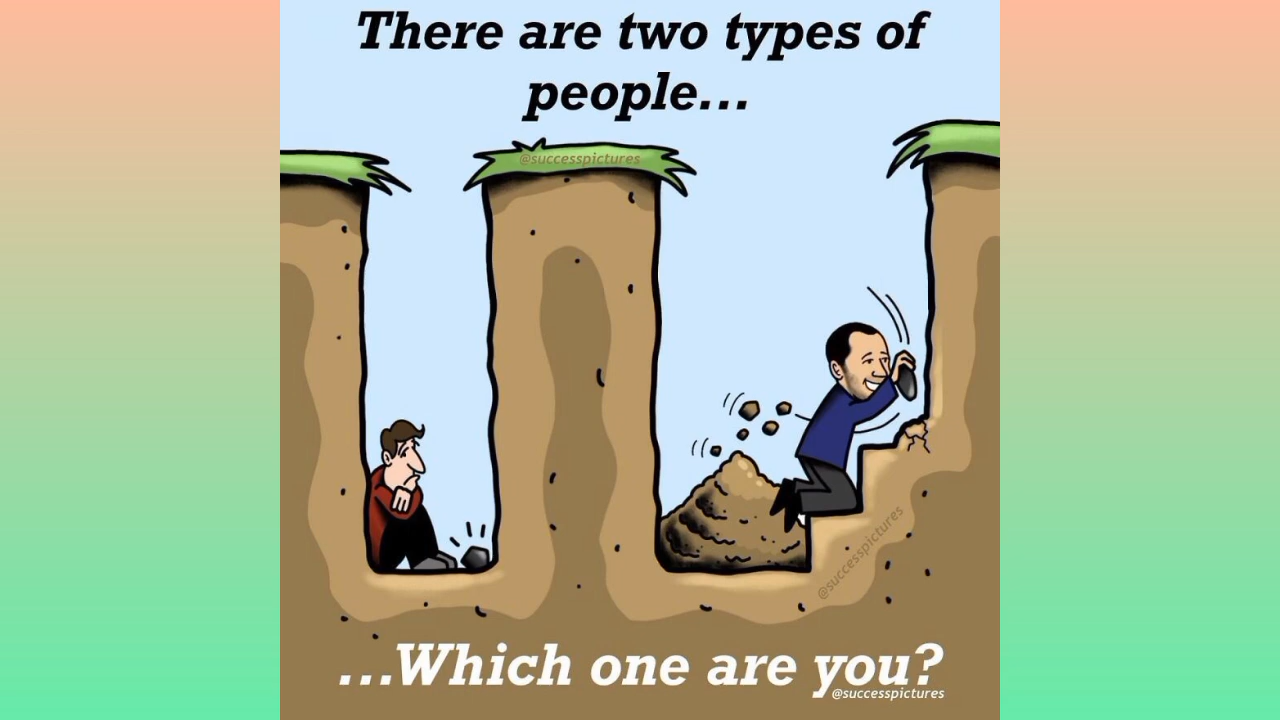 There are two types of
people...
@successpictures
@successpictures
...Which one are you?
@successpictures